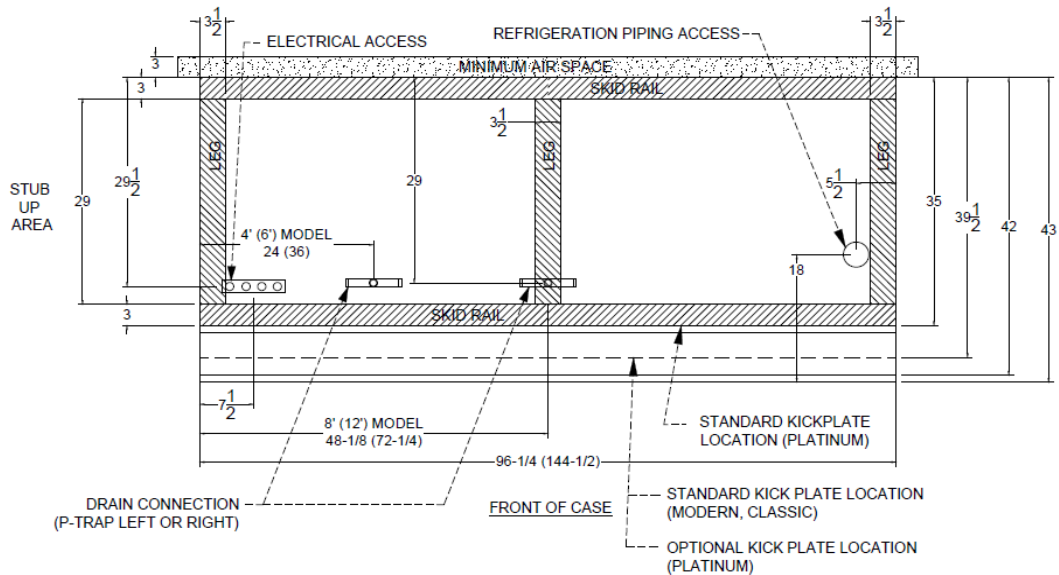 3 1/2
3 1/2
ELECTRICAL ACCESS
REFRIGERATION PIPING ACCESS
3
MINIMUM AIR SPACE
3
SKID RAIL
3 1/2
LEG
LEG
LEG
29 1/2
29
5 1/2
STUB
UP
AREA
29
35
39 1/2
42
43
4' (6') MODEL
24 (36)
18
3
SKID RAIL
7 1/2
8' (12') MODEL
48-1/8 (72-1/4)
STANDARD KICKPLATE
LOCATION (PLATINUM)
96-1/4 (144-1/2)
DRAIN CONNECTION
(P-TRAP LEFT OR RIGHT)
FRONT OF CASE
STANDARD KICK PLATE LOCATION
(MODERN, CLASSIC)
OPTIONAL KICK PLATE LOCATION
(PLATINUM)